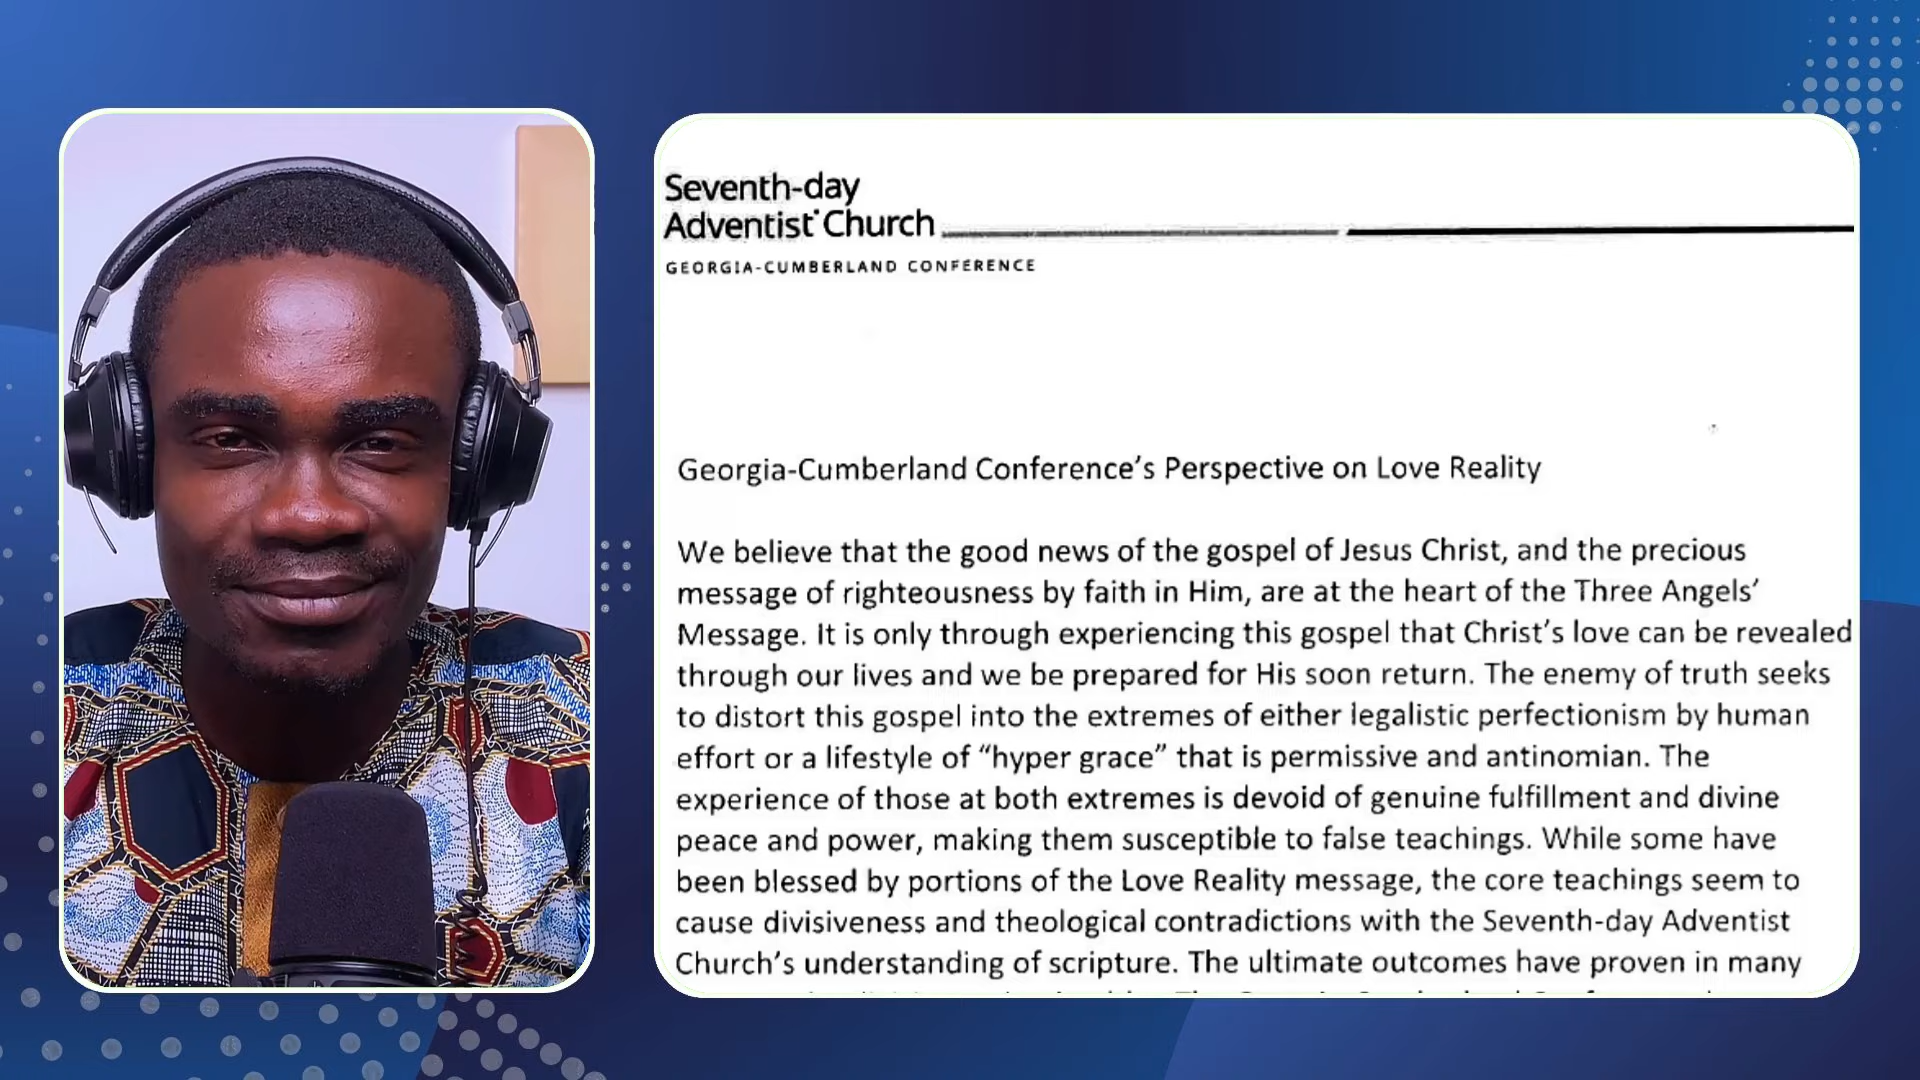 Seventh-day
Adventist Church
GEORGIA-CUMBERLAND CONFERENCE
Georgia-Cumberland Conference's Perspective on Love Reality
We believe that the good news of the gospel of Jesus Christ, and the precious
message of righteousness by faith in Him, are at the heart of the Three Angels'
Message. It is only through experiencing this gospel that Christ's love can be revealed
through our lives and we be prepared for His soon return. The enemy of truth seeks
to distort this gospel into the extremes of either legalistic perfectionism by human
effort or a lifestyle of “hyper grace” that is permissive and antinomian. The
experience of those at both extremes is devoid of genuine fulfillment and divine
peace and power, making them susceptible to false teachings. While some have
been blessed by portions of the Love Reality message, the core teachings seem to
cause divisiveness and theological contradictions with the Seventh-day Adventist
Church's understanding of scripture. The ultimate outcomes have proven in many